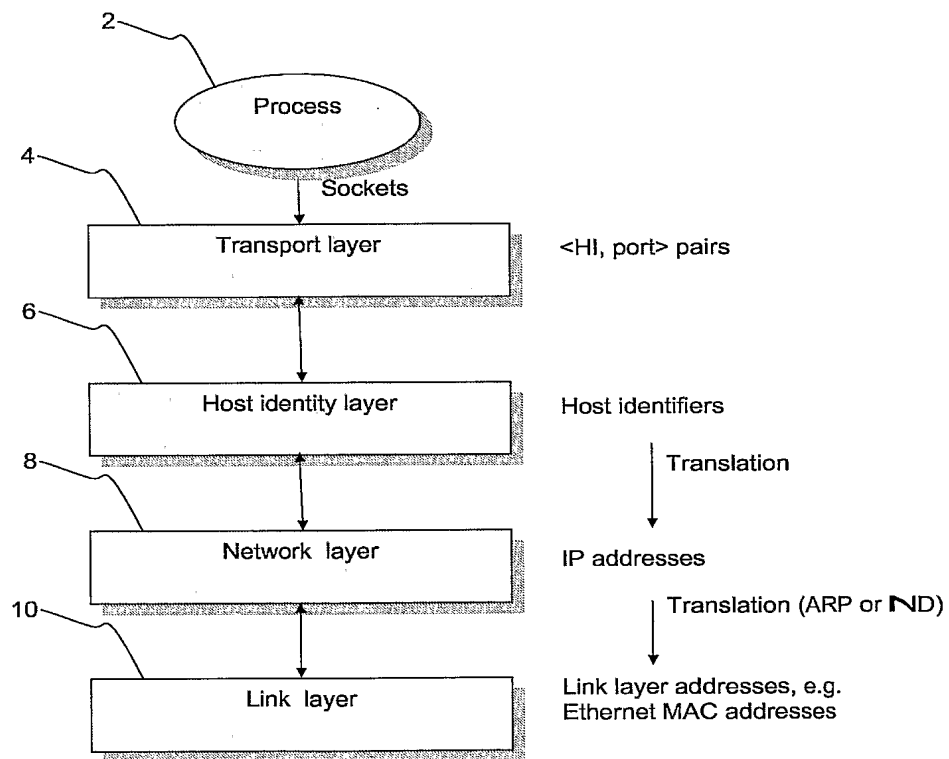 2
Process
4
Sockets
Transport layer
<HI, port> pairs
6
Host identity layer
Host identifiers
8
Translation
Network layer
IP addresses
10
Translation (ARP or ND)
Link layer
Link layer addresses, e.g.
Ethernet MAC addresses